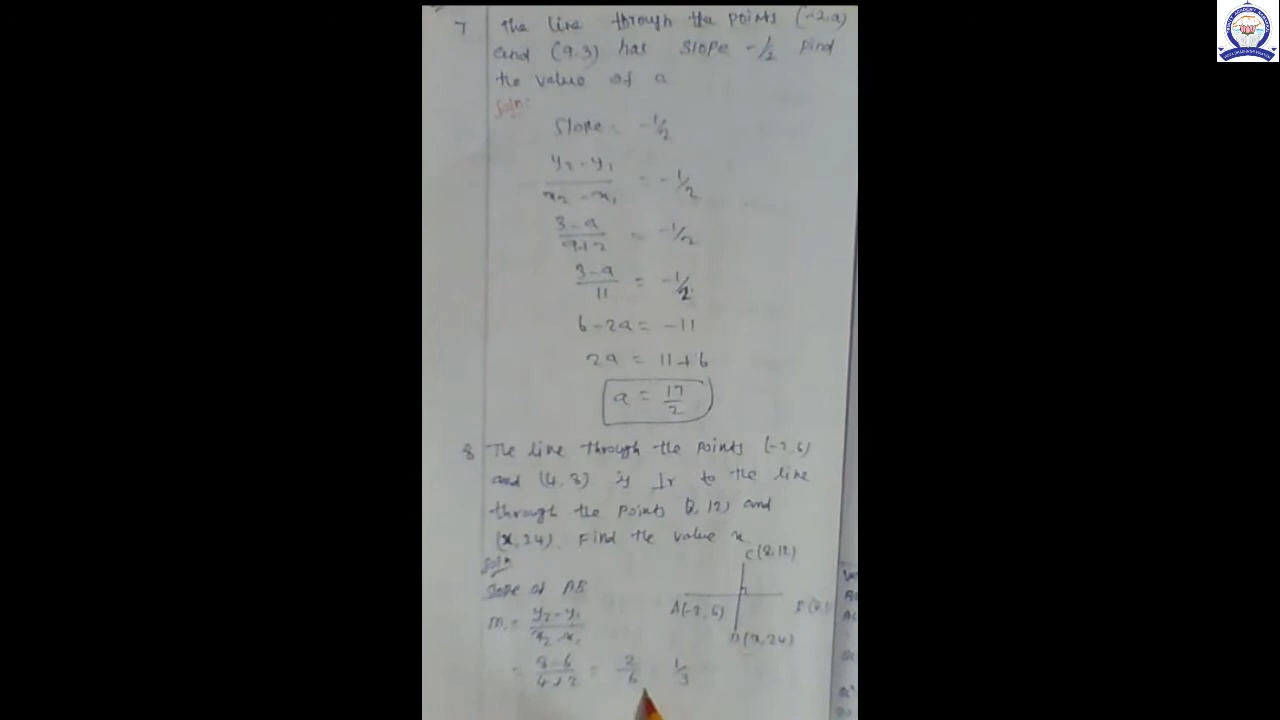 7 The line through the points (-2,a)
and (9.3) has slope -1/2 Find
the value of a
Soln:
Slope = -1/2
y2-y1 / x2-x1 = -1/2
3-a / 9+2 = -1/2
3-a / 11 = -1/2
6-2a = -11
2a = 11+6
a = 17/2
8 The line through the points (-2,6)
and (4,8) is ⊥r to the line
through the points (8,12) and
(x,24). Find the value x
Soln
C(8,12)
Slope of AB
A(-2,6)
m1 = y2-y1 / x2-x1
D(x,24)
= 8-6 / 4+2 = 2/6 1/3